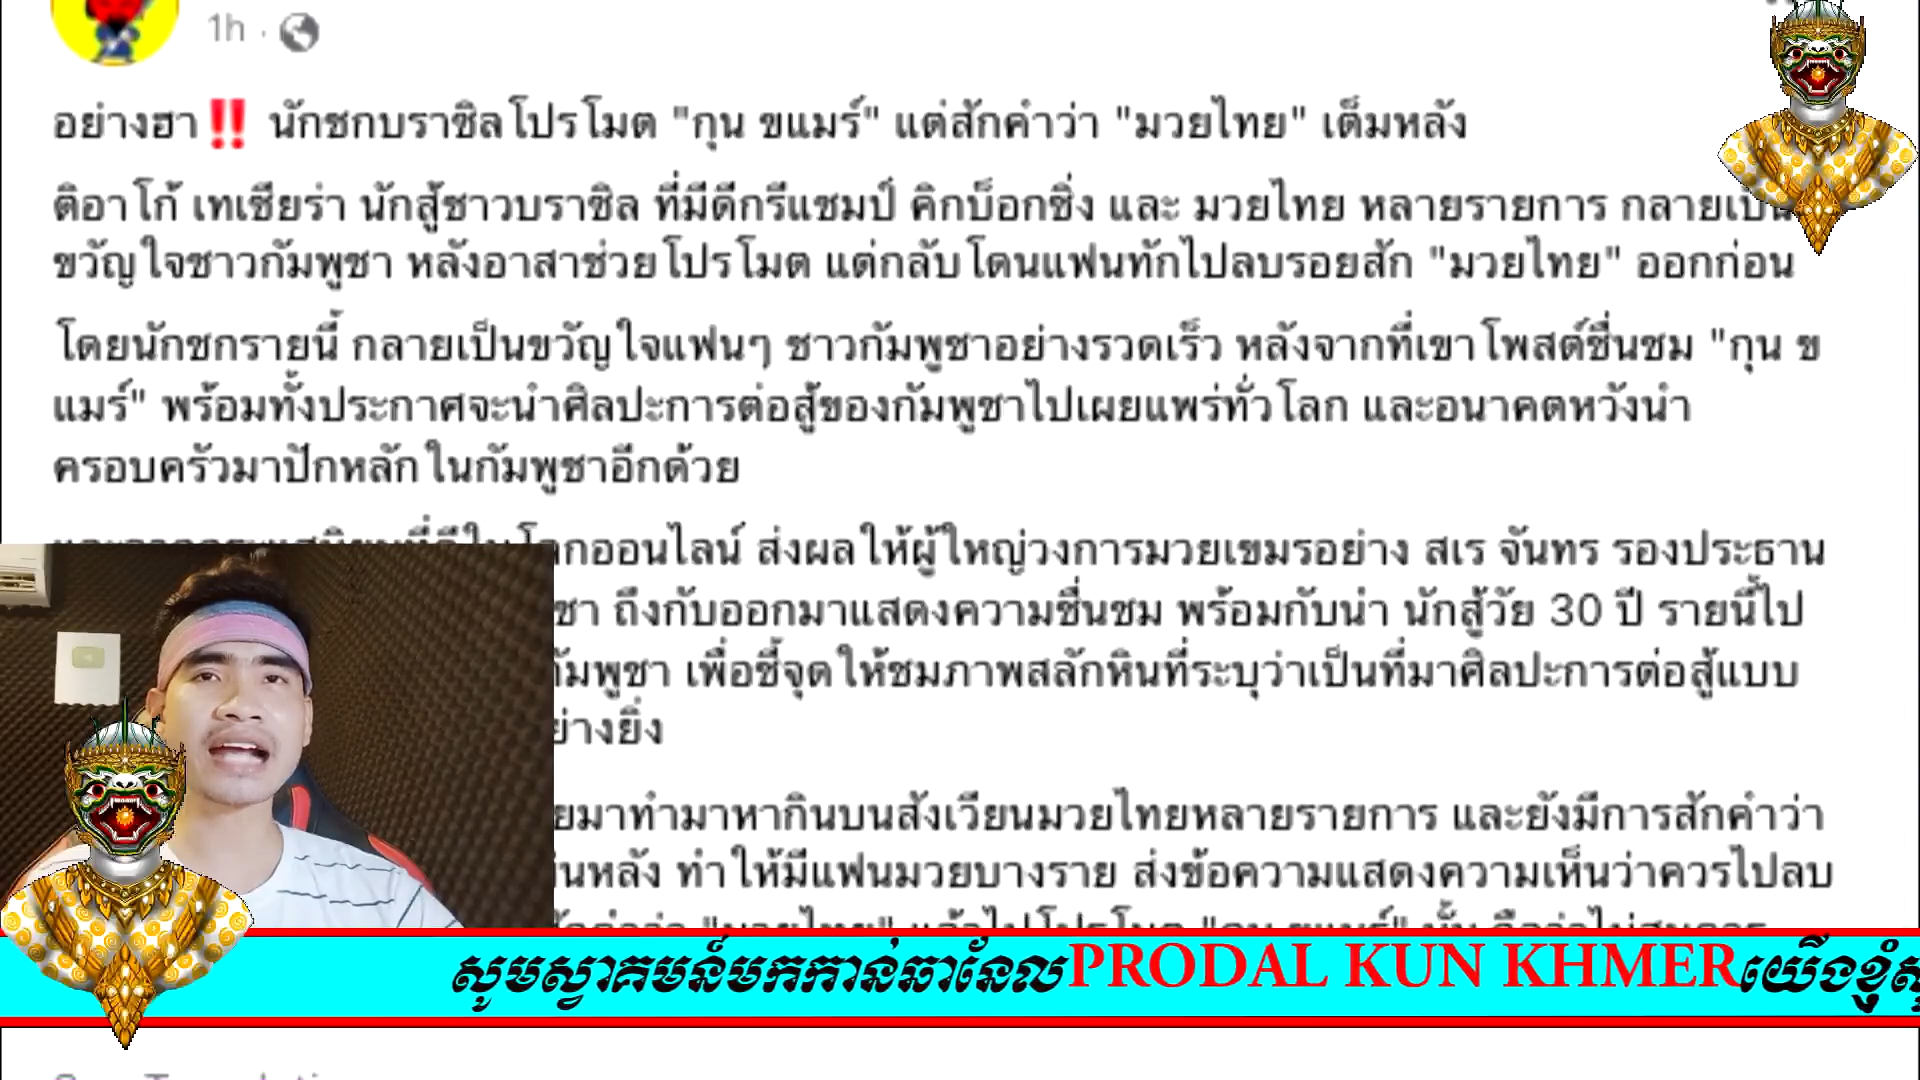 1h ·
อย่างฮา‼️ นักชกบราซิลโปรโมต "กุน ขแมร์" แต่สักคำว่า "มวยไทย" เต็มหลัง
ติอาโก้ เทเชียร่า นักสู้ชาวบราซิล ที่มีดีกรีแชมป์ คิกบ็อกซิ่ง และ มวยไทย หลายรายการ กลายเป็น
ขวัญใจชาวกัมพูชา หลังอาสาช่วยโปรโมต แต่กลับโดนแฟนทักไปลบรอยสัก "มวยไทย" ออกก่อน
โดยนักชกรายนี้ กลายเป็นขวัญใจแฟนๆ ชาวกัมพูชาอย่างรวดเร็ว หลังจากที่เขาโพสต์ชื่นชม "กุน ข
แมร์" พร้อมทั้งประกาศจะนำศิลปะการต่อสู้ของกัมพูชาไปเผยแพร่ทั่วโลก และอนาคตหวังนำ
ครอบครัวมาปักหลักในกัมพูชาอีกด้วย
โลกออนไลน์ ส่งผลให้ผู้ใหญ่วงการมวยเขมรอย่าง สเร จันทร รองประธาน
ชา ถึงกับออกมาแสดงความชื่นชม พร้อมกับนำ นักสู้วัย 30 ปี รายนี้ไป
กัมพูชา เพื่อชี้จุดให้ชมภาพสลักหินที่ระบุว่าเป็นที่มาศิลปะการต่อสู้แบบ
ย่างยิ่ง
ยมาทำมาหากินบนสังเวียนมวยไทยหลายรายการ และยังมีการสักคำว่า
หลัง ทำให้มีแฟนมวยบางราย ส่งข้อความแสดงความเห็นว่าควรไปลบ
"มวยไทย" แล้วไปโปรโมต "กุน ขแมร์" นั้น
សូមស្វាគមន៍មកកាន់ឆានែលPRODAL KUN KHMERយើងខ្ញុំ